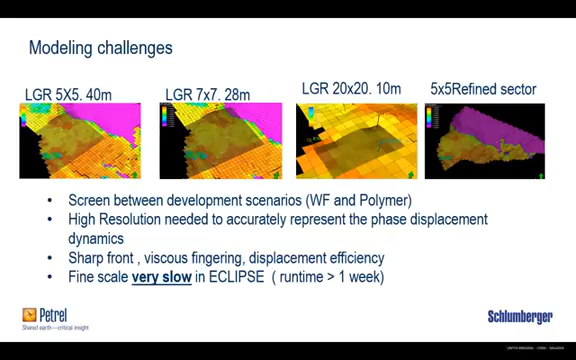 Modeling challenges
LGR 5X5. 40m
LGR 7x7. 28m
LGR 20x20. 10m
5x5Refined sector
• Screen between development scenarios (WF and Polymer)
• High Resolution needed to accurately represent the phase displacement
dynamics
• Sharp front , viscous fingering, displacement efficiency
• Fine scale very slow in ECLIPSE ( runtime > 1 week)
Petrel
Shared earth—critical insight
Schlumberger